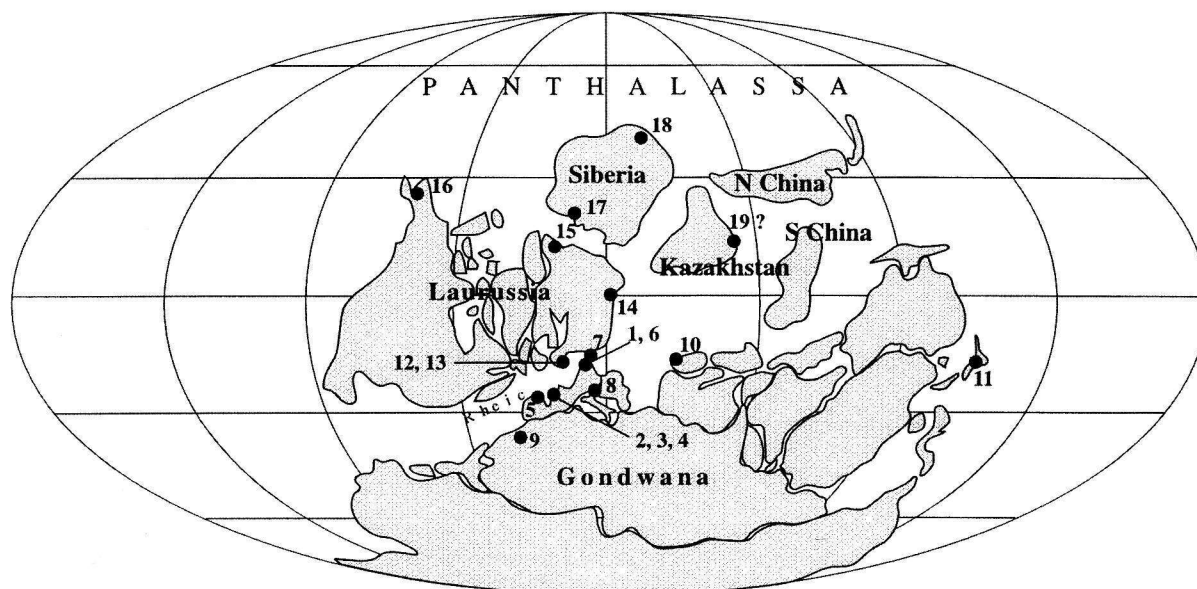 P A N T H A L A S S A
18
Siberia
N China
16
17
19 ?
S China
15
Kazakhstan
Laurussia
14
7
1, 6
12, 13
10
11
8
Rheic
5
2, 3, 4
9
Gondwana